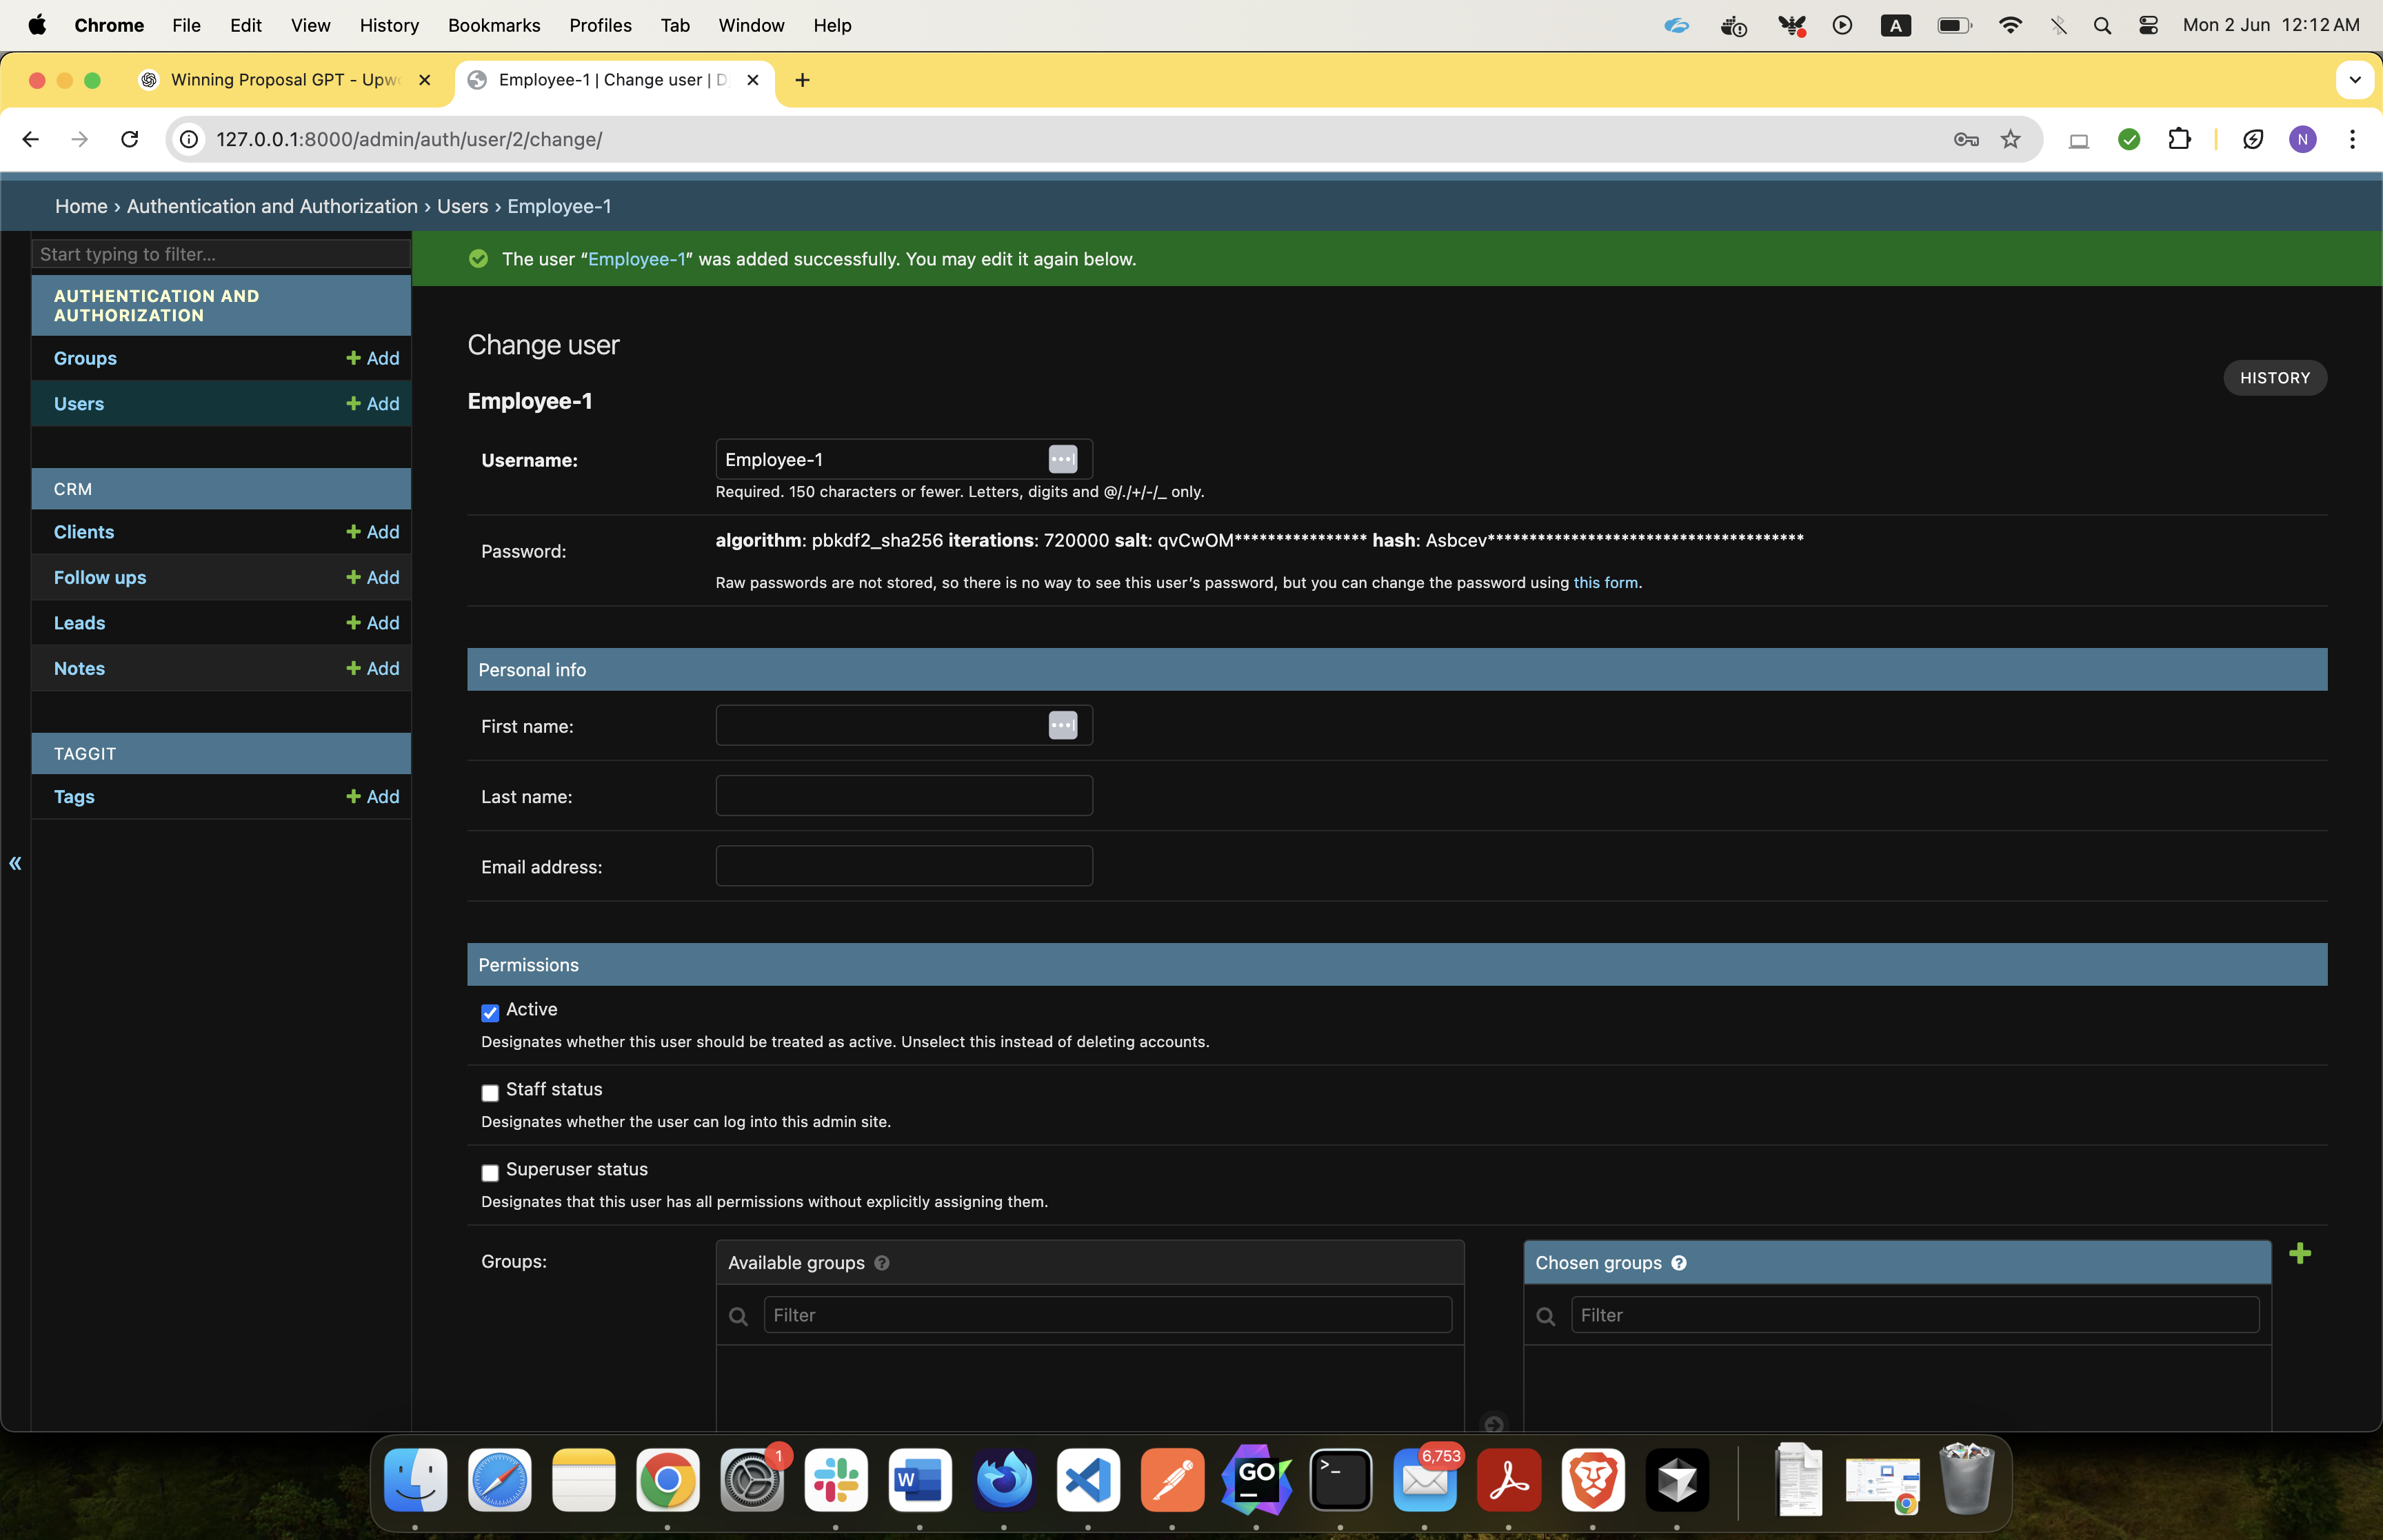 Chrome File Edit View History Bookmarks Profiles Tab Window Help A Mon 2 Jun 12:12 AM
Winning Proposal GPT - Upwo Employee-1 | Change user | D
127.0.0.1:8000/admin/auth/user/2/change/ N
Home › Authentication and Authorization › Users › Employee-1
Start typing to filter...
AUTHENTICATION AND
AUTHORIZATION
Groups + Add
Users + Add
CRM
Clients + Add
Follow ups + Add
Leads + Add
Notes + Add
TAGGIT
Tags + Add
«
The user “Employee-1” was added successfully. You may edit it again below.
Change user
HISTORY
Employee-1
Username: Employee-1
Required. 150 characters or fewer. Letters, digits and @/./+/-/_ only.
Password: algorithm: pbkdf2_sha256 iterations: 720000 salt: qvCwOM**************** hash: Asbcev**************************************
Raw passwords are not stored, so there is no way to see this user’s password, but you can change the password using this form.
Personal info
First name:
Last name:
Email address:
Permissions
Active
Designates whether this user should be treated as active. Unselect this instead of deleting accounts.
Staff status
Designates whether the user can log into this admin site.
Superuser status
Designates that this user has all permissions without explicitly assigning them.
Groups: Available groups ? Chosen groups ?
Filter Filter
1 W GO >_ 6,753